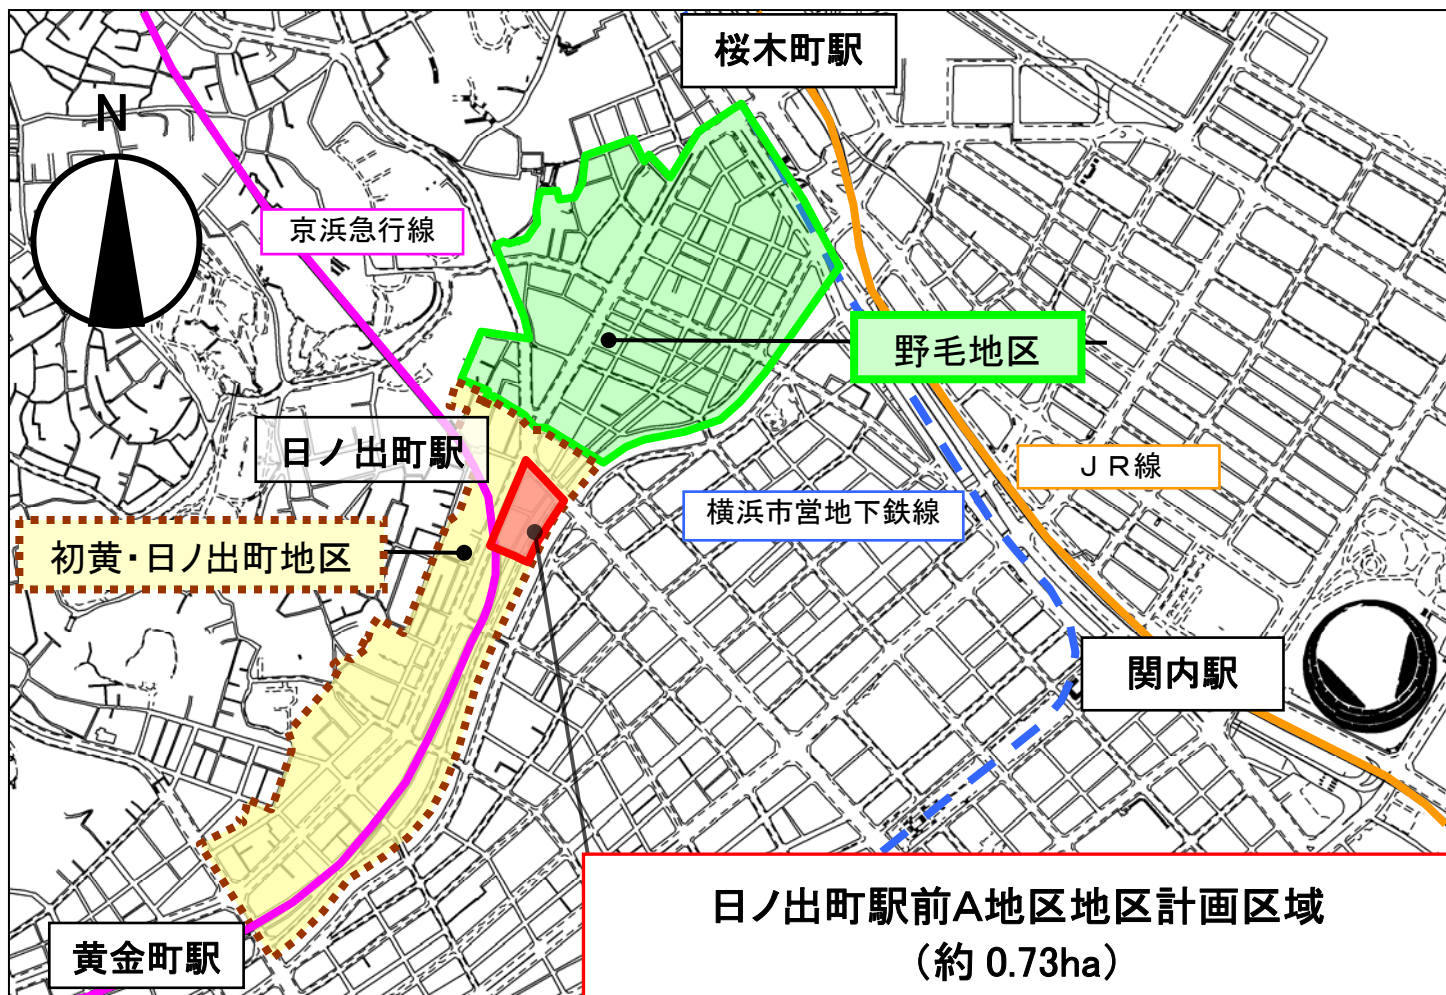 桜木町駅
N
京浜急行線
野毛地区
日ノ出町駅
JR線
横浜市営地下鉄線
初黄・日ノ出町地区
関内駅
日ノ出町駅前A地区地区計画区域
（約 0.73ha）
黄金町駅